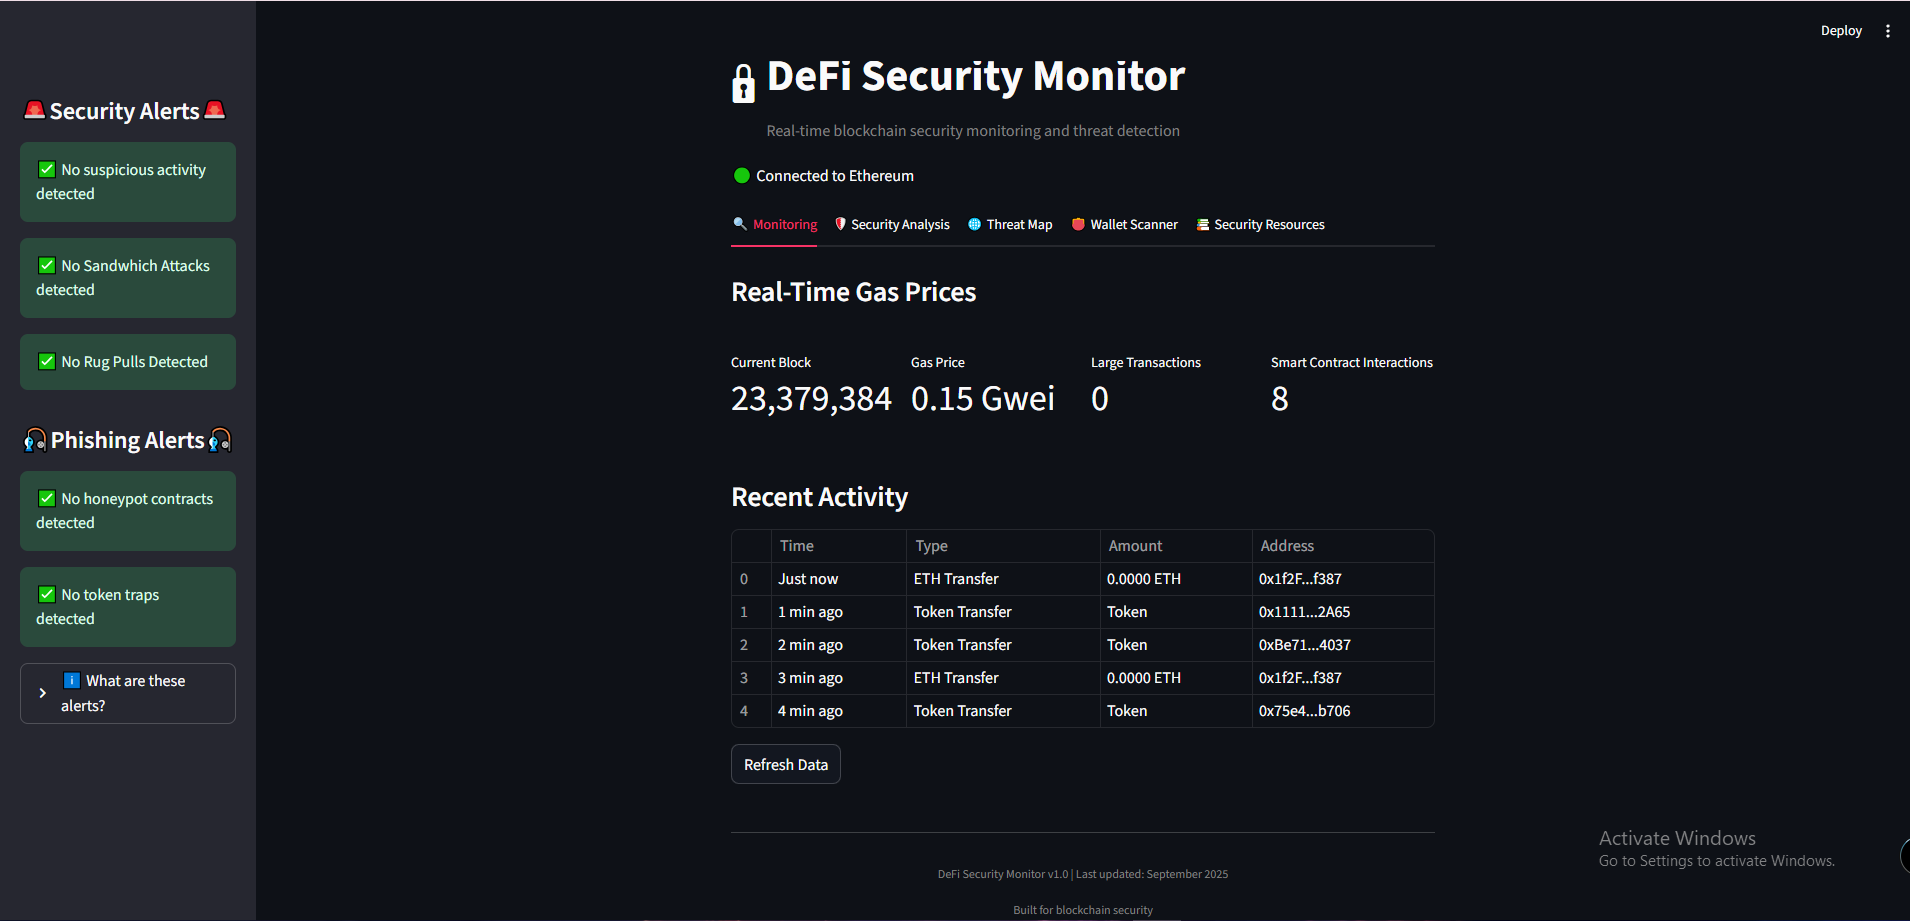 Deploy
🚨Security Alerts🚨
✅ No suspicious activity
detected
✅ No Sandwhich Attacks
detected
✅ No Rug Pulls Detected
Phishing Alerts
✅ No honeypot contracts
detected
✅ No token traps
detected
What are these
alerts?
DeFi Security Monitor
Real-time blockchain security monitoring and threat detection
Connected to Ethereum
Monitoring Security Analysis Threat Map Wallet Scanner Security Resources
Real-Time Gas Prices
Current Block Gas Price Large Transactions Smart Contract Interactions
23,379,384 0.15 Gwei 0 8
Recent Activity
Time Type Amount Address
0 Just now ETH Transfer 0.0000 ETH 0x1f2F...f387
1 1 min ago Token Transfer Token 0x1111...2A65
2 2 min ago Token Transfer Token 0xBe71...4037
3 3 min ago ETH Transfer 0.0000 ETH 0x1f2F...f387
4 4 min ago Token Transfer Token 0x75e4...b706
Refresh Data
DeFi Security Monitor v1.0 | Last updated: September 2025
Built for blockchain security
Activate Windows
Go to Settings to activate Windows.